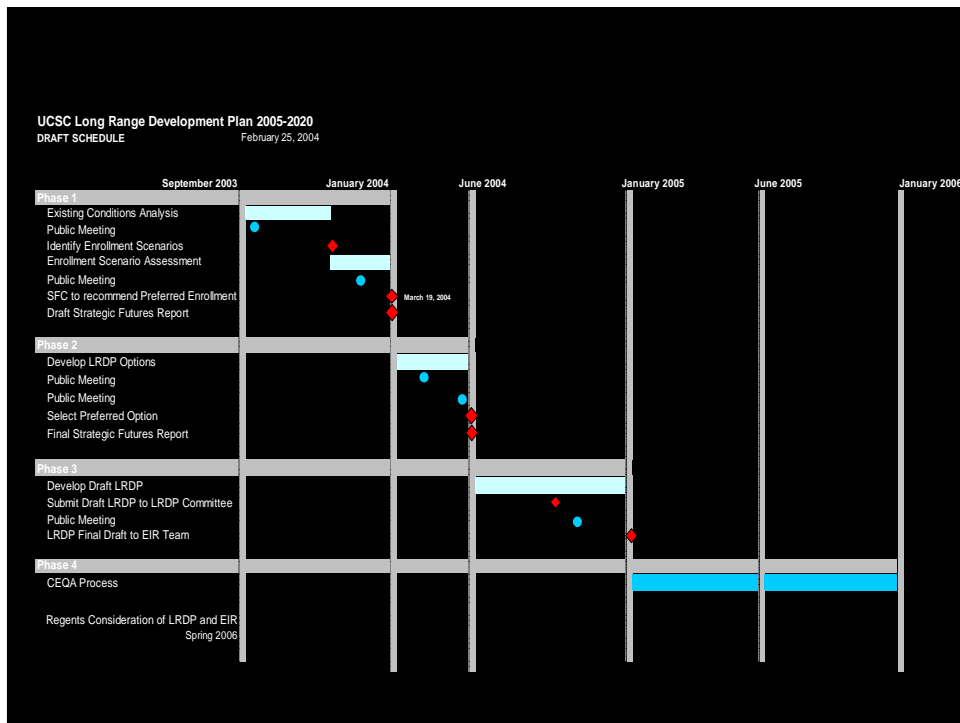 UCSC Long Range Development Plan 2005-2020
DRAFT SCHEDULE February 25, 2004
September 2003 January 2004 June 2004 January 2005 June 2005 January 2006
Phase 1
Existing Conditions Analysis
Public Meeting
Identify Enrollment Scenarios
Enrollment Scenario Assessment
Public Meeting
SFC to recommend Preferred Enrollment March 19, 2004
Draft Strategic Futures Report
Phase 2
Develop LRDP Options
Public Meeting
Public Meeting
Select Preferred Option
Final Strategic Futures Report
Phase 3
Develop Draft LRDP
Submit Draft LRDP to LRDP Committee
Public Meeting
LRDP Final Draft to EIR Team
Phase 4
CEQA Process
Regents Consideration of LRDP and EIR
Spring 2006